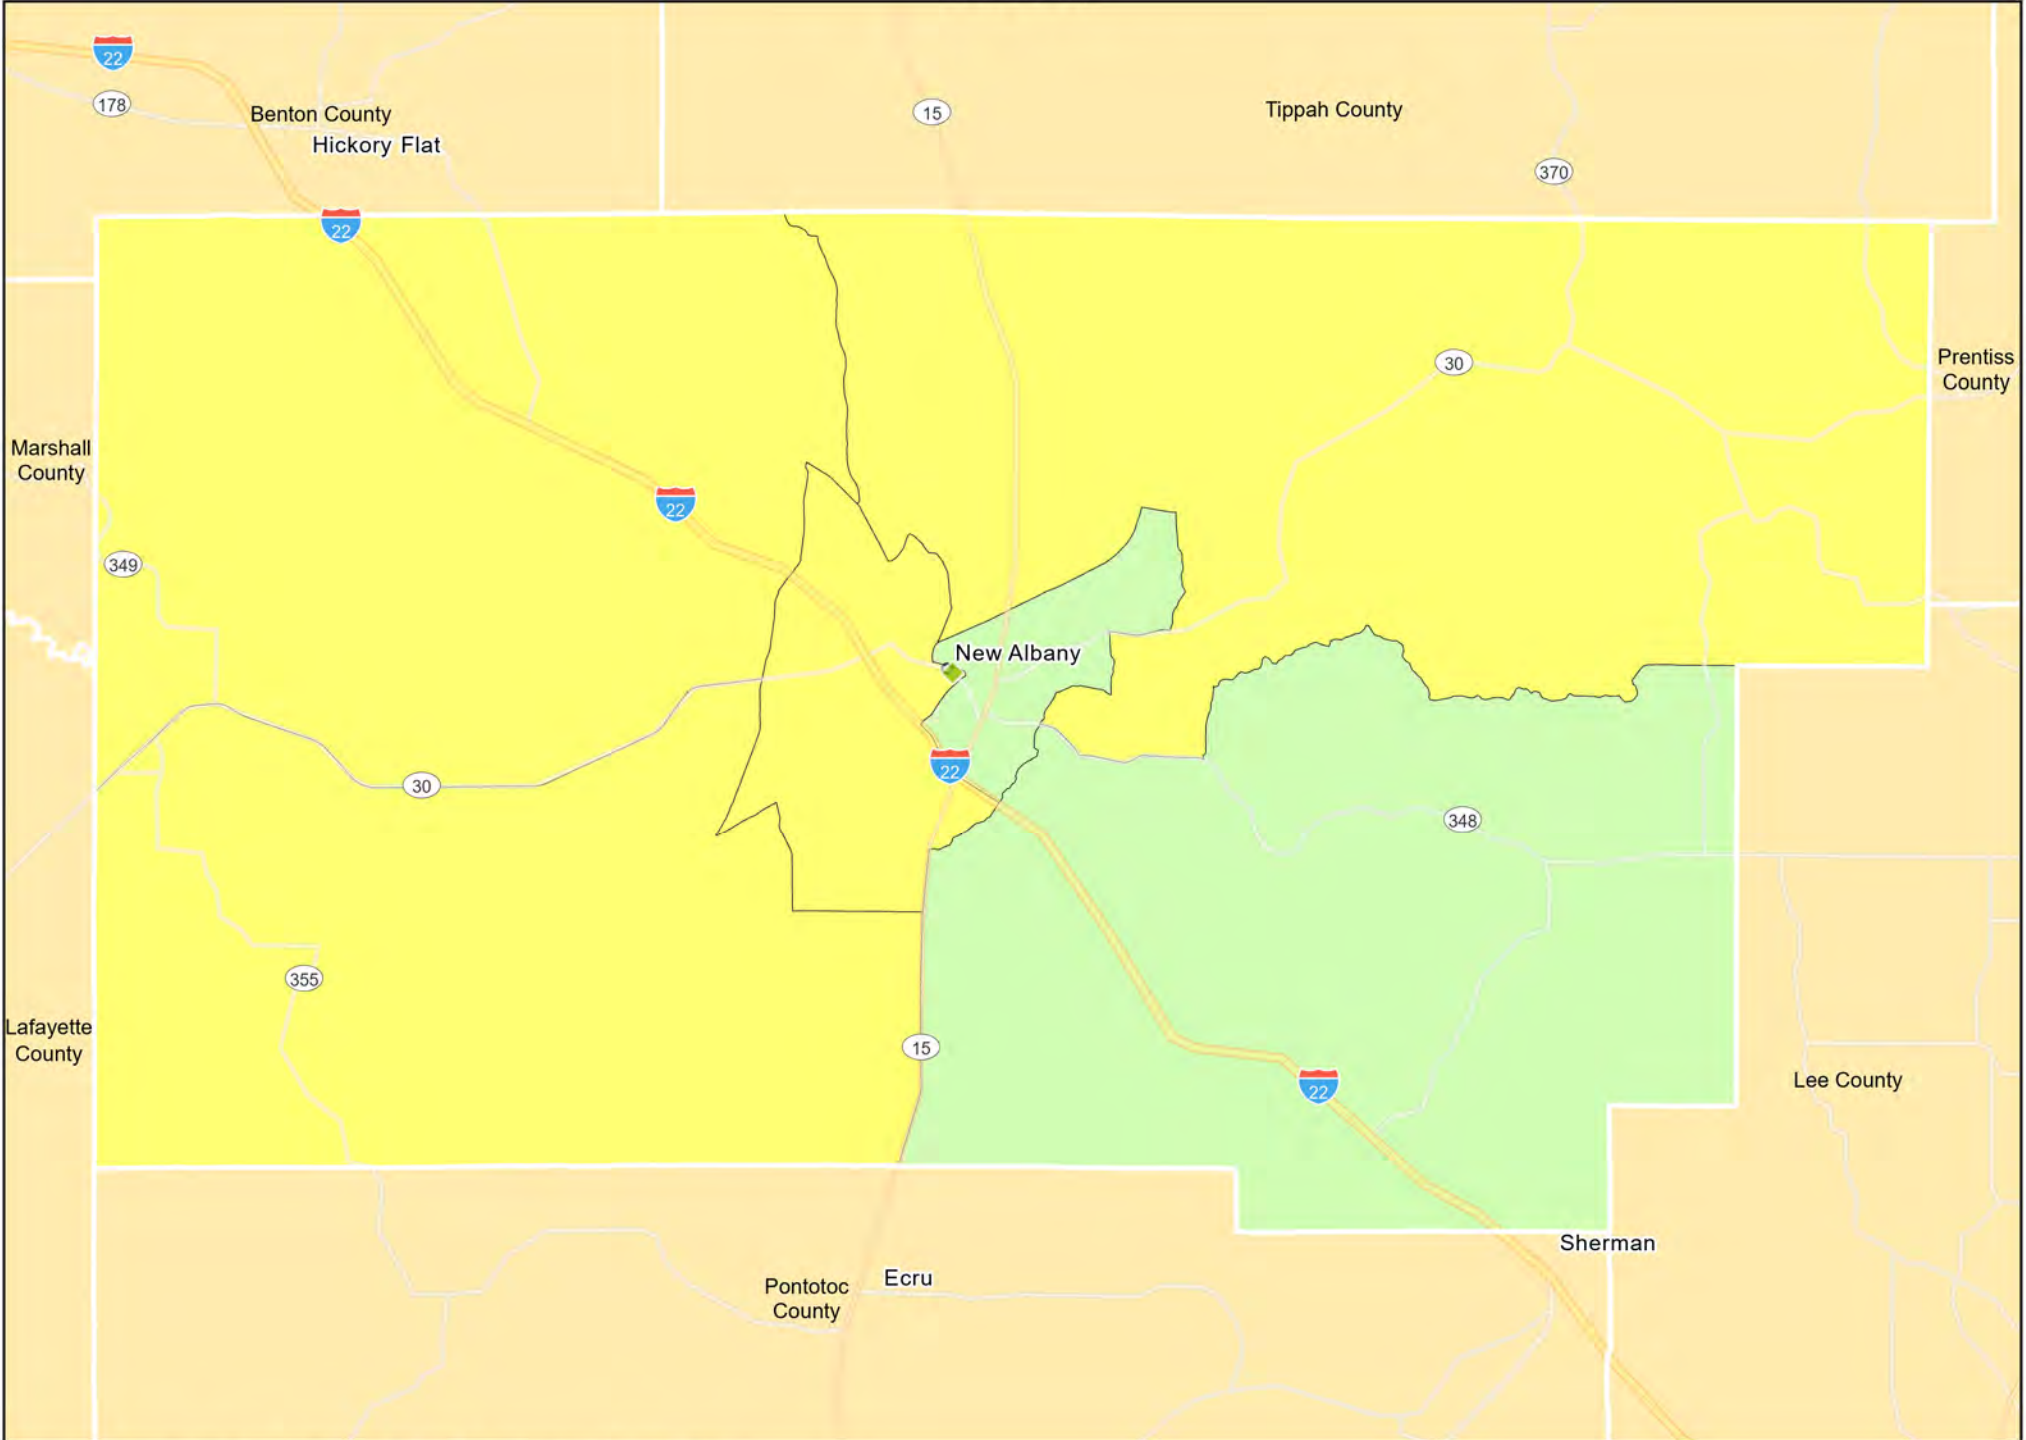 22
178
Benton County
Hickory Flat
15
Tippah County
370
22
30
Prentiss
County
Marshall
County
22
349
New Albany
22
30
348
355
Lafayette
County
15
22
Lee County
Sherman
Ecru
Pontotoc
County